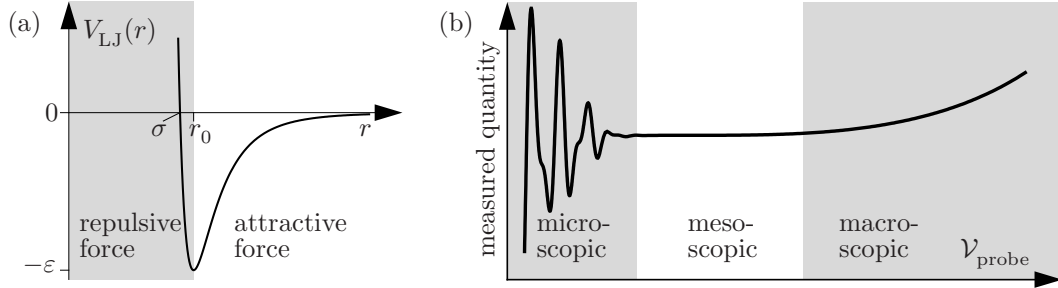 (a)
V_LJ(r)
0
σ
r_0
r
repulsive
force
attractive
force
−ε
(b)
measured quantity
micro-
scopic
meso-
scopic
macro-
scopic
𝒱_probe